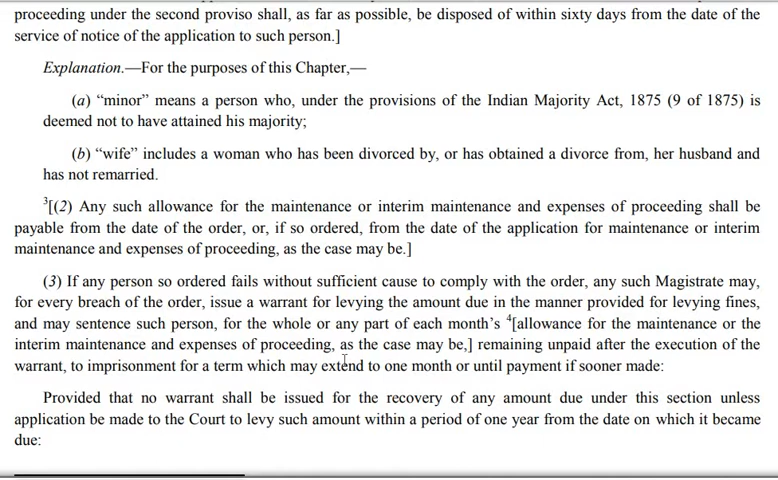 proceeding under the second proviso shall, as far as possible, be disposed of within sixty days from the date of the
service of notice of the application to such person.]
Explanation.—For the purposes of this Chapter,—
(a) “minor” means a person who, under the provisions of the Indian Majority Act, 1875 (9 of 1875) is
deemed not to have attained his majority;
(b) “wife” includes a woman who has been divorced by, or has obtained a divorce from, her husband and
has not remarried.
³[(2) Any such allowance for the maintenance or interim maintenance and expenses of proceeding shall be
payable from the date of the order, or, if so ordered, from the date of the application for maintenance or interim
maintenance and expenses of proceeding, as the case may be.]
(3) If any person so ordered fails without sufficient cause to comply with the order, any such Magistrate may,
for every breach of the order, issue a warrant for levying the amount due in the manner provided for levying fines,
and may sentence such person, for the whole or any part of each month’s ⁴[allowance for the maintenance or the
interim maintenance and expenses of proceeding, as the case may be,] remaining unpaid after the execution of the
warrant, to imprisonment for a term which may extend to one month or until payment if sooner made:
Provided that no warrant shall be issued for the recovery of any amount due under this section unless
application be made to the Court to levy such amount within a period of one year from the date on which it became
due: